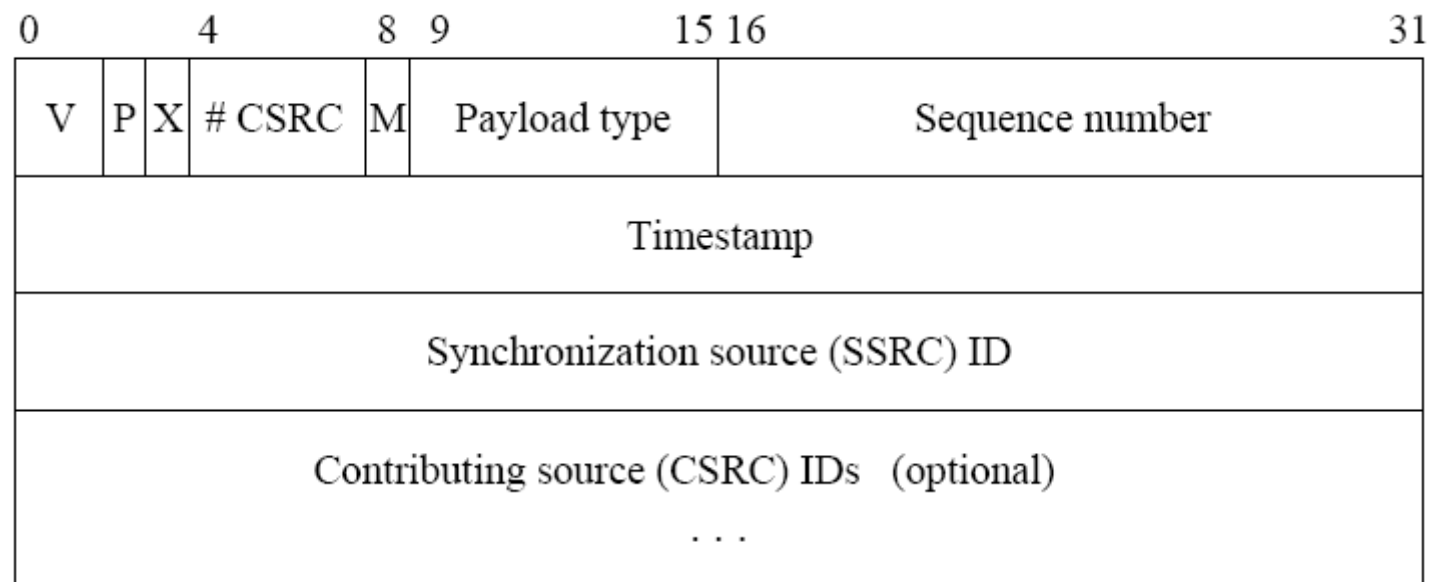 0 4 8 9 15 16 31
V P X # CSRC M Payload type Sequence number
Timestamp
Synchronization source (SSRC) ID
Contributing source (CSRC) IDs (optional)
. . .